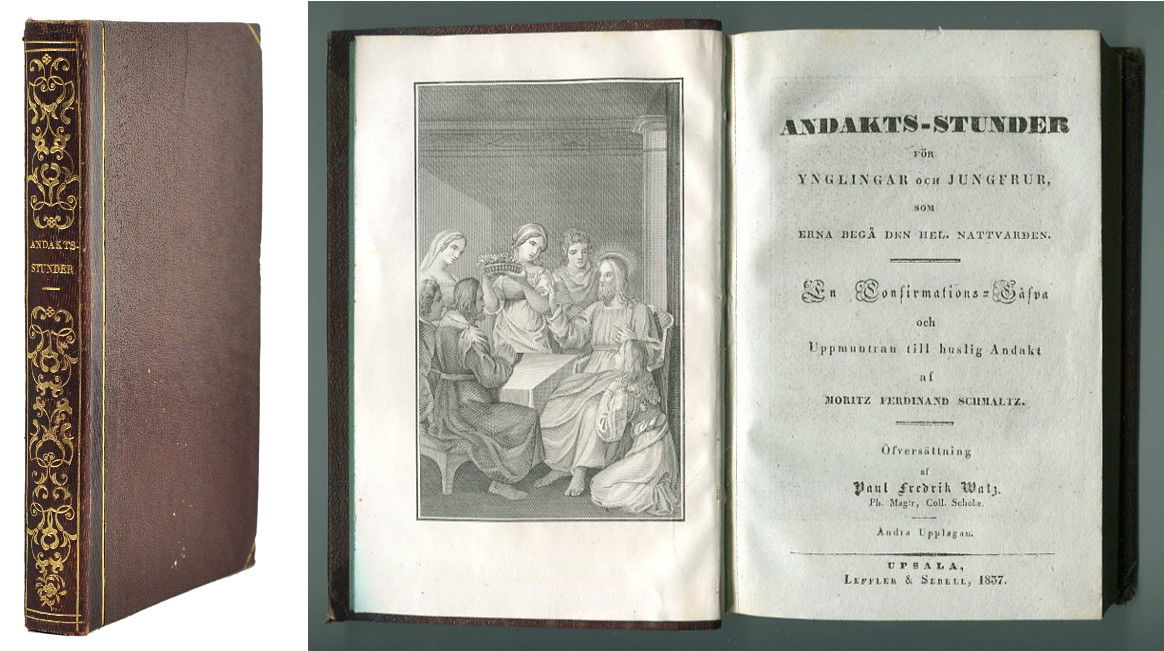 ANDAKTS-
STUNDER
ANDAKTS-STUNDER
FÖR
YNGLINGAR OCH JUNGFRUR,
SOM
ERNA BEGÅ DEN HEL. NATTVARDEN.
En Confirmations-Gåfva
och
Uppmuntran till huslig Andakt
af
MORITZ FERDINAND SCHMALTZ.
Öfversättning
af
Paul Fredrik Watz.
Ph. Mag:r, Coll. Scholæ.
Andra Upplagan.
UPSALA,
LEFFLER & SEBELL, 1837.